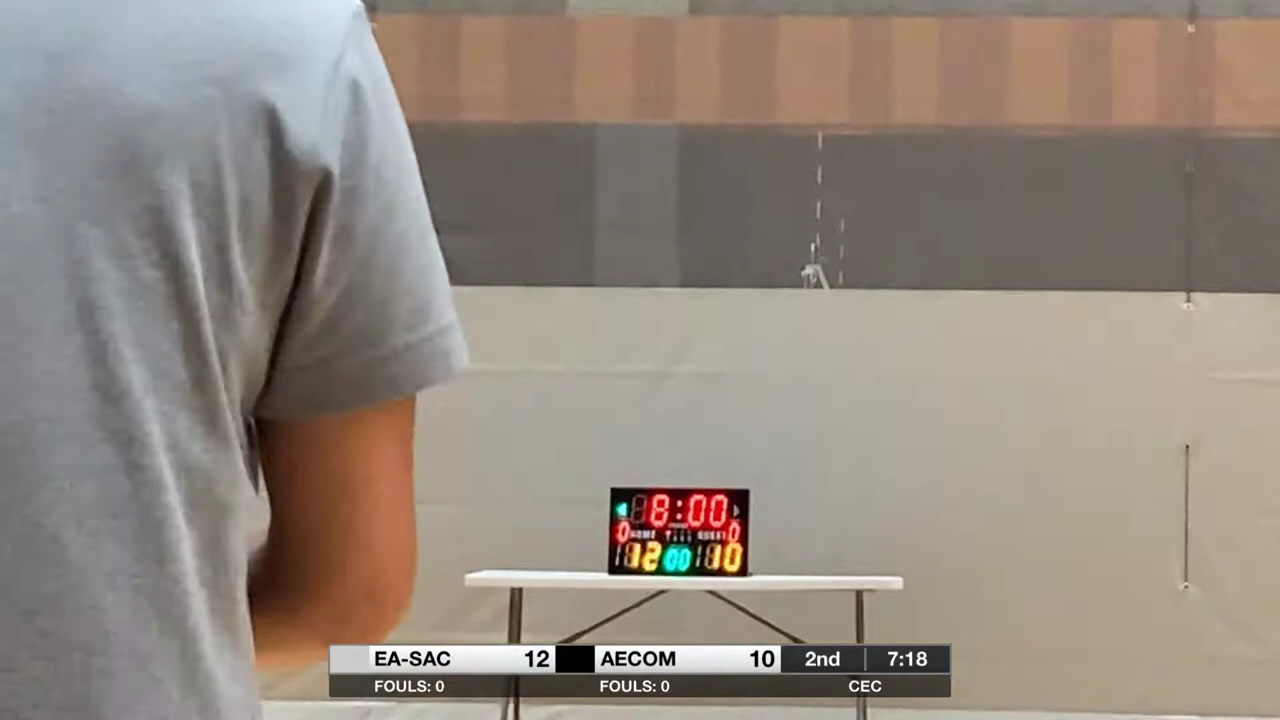 8:00
0 HOME GUEST 0
12 00 10
EA-SAC 12 AECOM 10 2nd 7:18
FOULS: 0 FOULS: 0 CEC